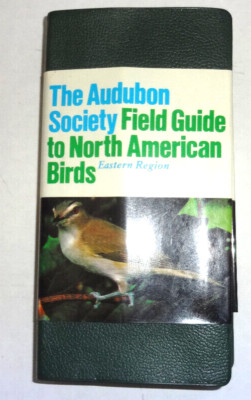 The Audubon
Society Field Guide
to North American
Birds Eastern Region